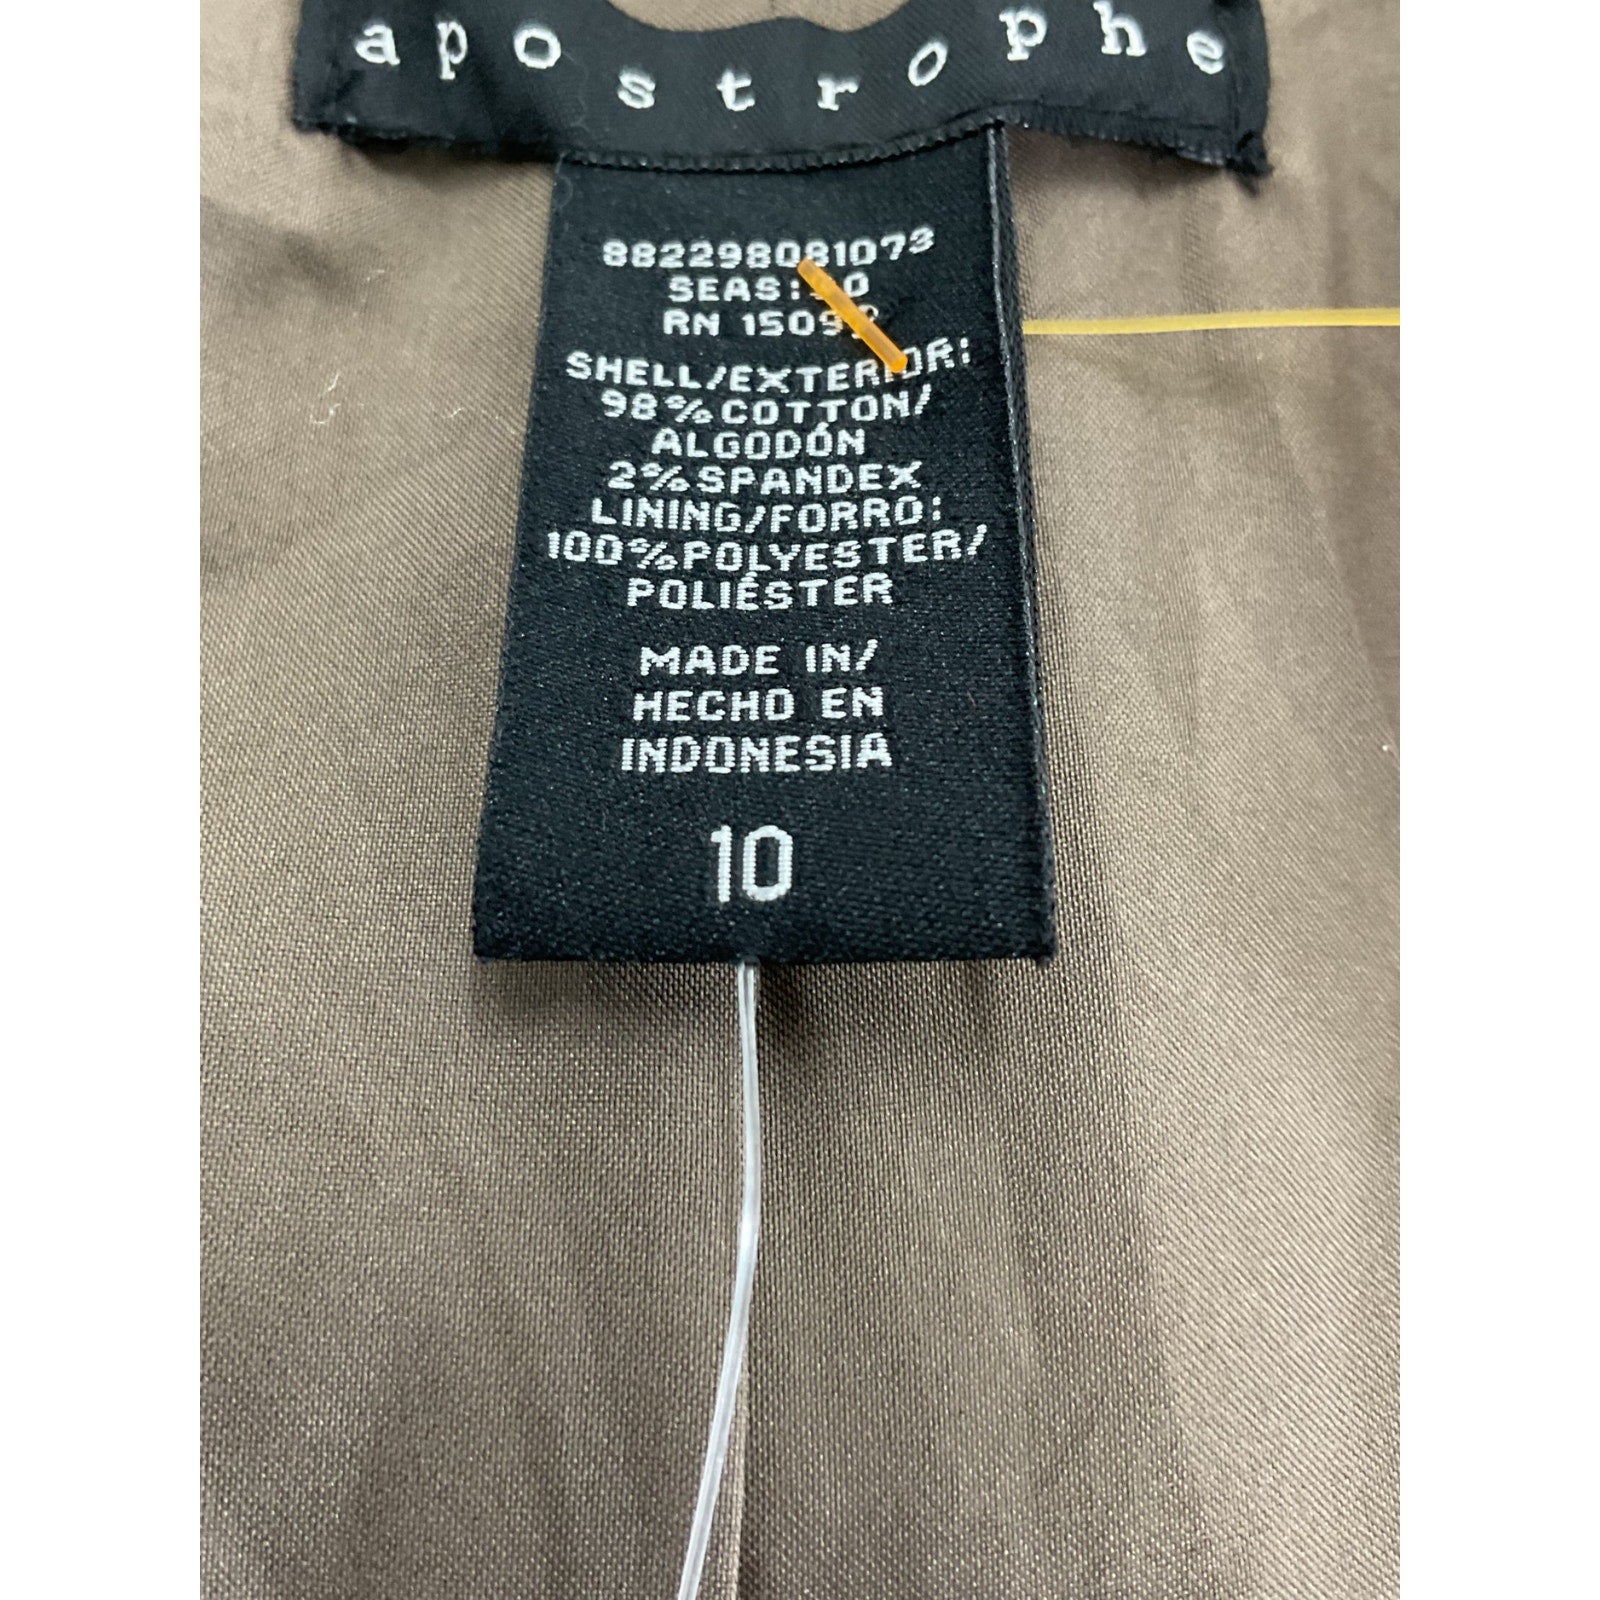 apostrophe
882298081073
SEAS:
RN
SHELL/EXTERIOR:
98%COTTON/
ALGODÓN
2%SPANDEX
LINING/FORRO:
100%POLYESTER/
POLIÉSTER
MADE IN/
HECHO EN
INDONESIA
10